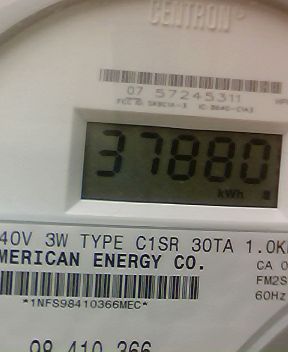 CENTRON®
07 57245311
37880
kWh
40V 3W TYPE C1SR 30TA 1.0K
MERICAN ENERGY CO.
CA 0
FM2S
*1NFS98410366MEC*
60Hz
98 410 366